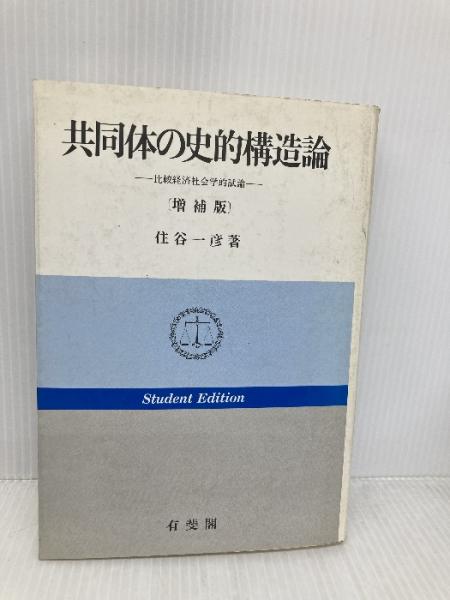 共同体の史的構造論
――比較経済社会学的試論――
〔増補版〕
住谷一彦著
Student Edition
有斐閣